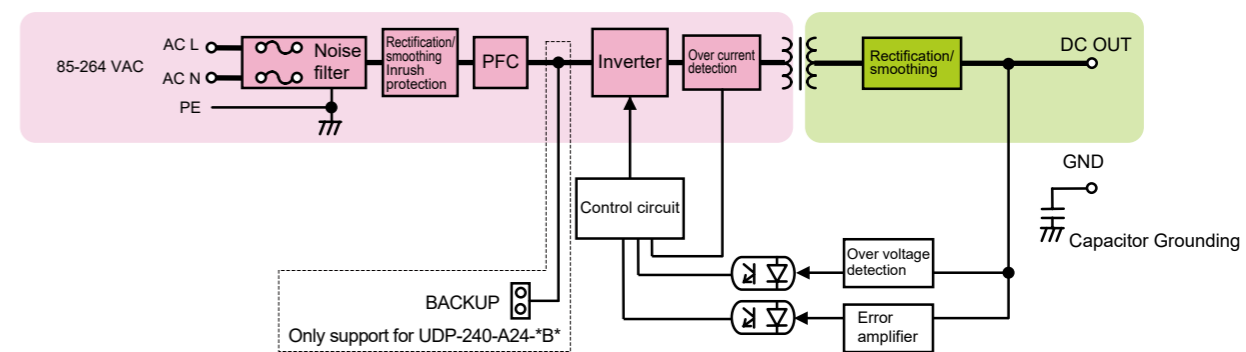 AC L
85-264 VAC
AC N
PE
Noise
filter
Rectification/
smoothing
Inrush
protection
PFC
Inverter
Over current
detection
Rectification/
smoothing
DC OUT
GND
Capacitor Grounding
Control circuit
Over voltage
detection
Error
amplifier
BACKUP
Only support for UDP-240-A24-*B*